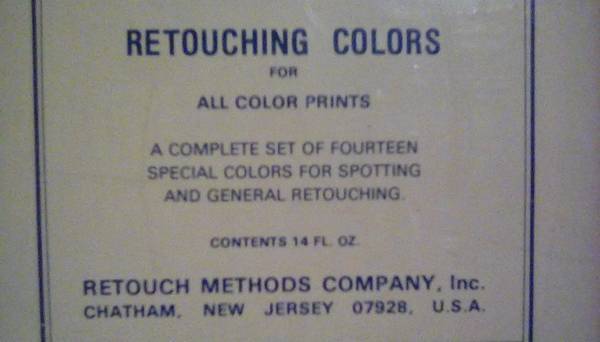 RETOUCHING COLORS
FOR
ALL COLOR PRINTS
A COMPLETE SET OF FOURTEEN
SPECIAL COLORS FOR SPOTTING
AND GENERAL RETOUCHING.
CONTENTS 14 FL. OZ.
RETOUCH METHODS COMPANY, Inc.
CHATHAM, NEW JERSEY 07928, U.S.A.